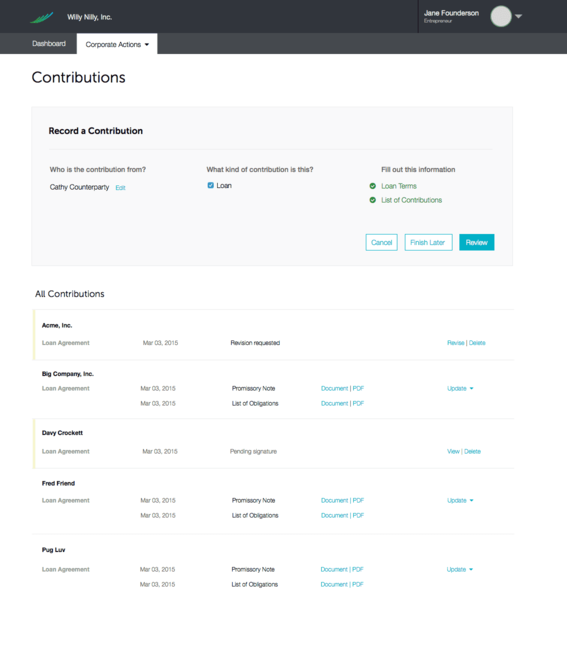 Willy Nilly, Inc.
Jane Founderson
Entrepreneur
Dashboard
Corporate Actions
Contributions
Record a Contribution
Who is the contribution from?
What kind of contribution is this?
Fill out this information
Cathy Counterparty Edit
Loan
Loan Terms
List of Contributions
Cancel
Finish Later
Review
All Contributions
Acme, Inc.
Loan Agreement Mar 03, 2015 Revision requested Revise | Delete
Big Company, Inc.
Loan Agreement Mar 03, 2015 Promissory Note Document | PDF Update
Mar 03, 2015 List of Obligations Document | PDF
Davy Crockett
Loan Agreement Mar 03, 2015 Pending signature View | Delete
Fred Friend
Loan Agreement Mar 03, 2015 Promissory Note Document | PDF Update
Mar 03, 2015 List of Obligations Document | PDF
Pug Luv
Loan Agreement Mar 03, 2015 Promissory Note Document | PDF Update
Mar 03, 2015 List of Obligations Document | PDF